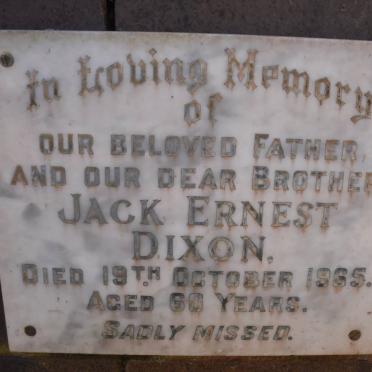 In Loving Memory
of
OUR BELOVED FATHER
AND OUR DEAR BROTHER
JACK ERNEST
DIXON.
DIED 19TH OCTOBER 1965.
AGED 60 YEARS.
SADLY MISSED.